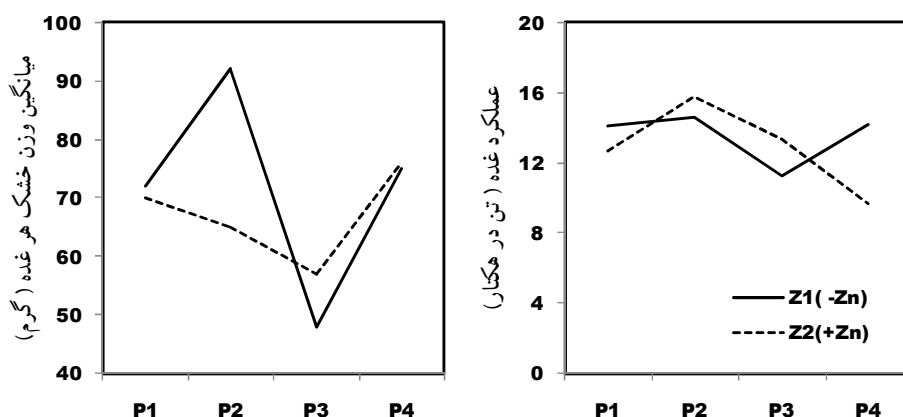 میانگین وزن خشک هر غده ( گرم)
100
90
80
70
60
50
40
P1 P2 P3 P4
عملکرد غده ( تن در هکتار)
20
16
12
8
4
0
Z1( -Zn)
Z2(+Zn)
P1 P2 P3 P4